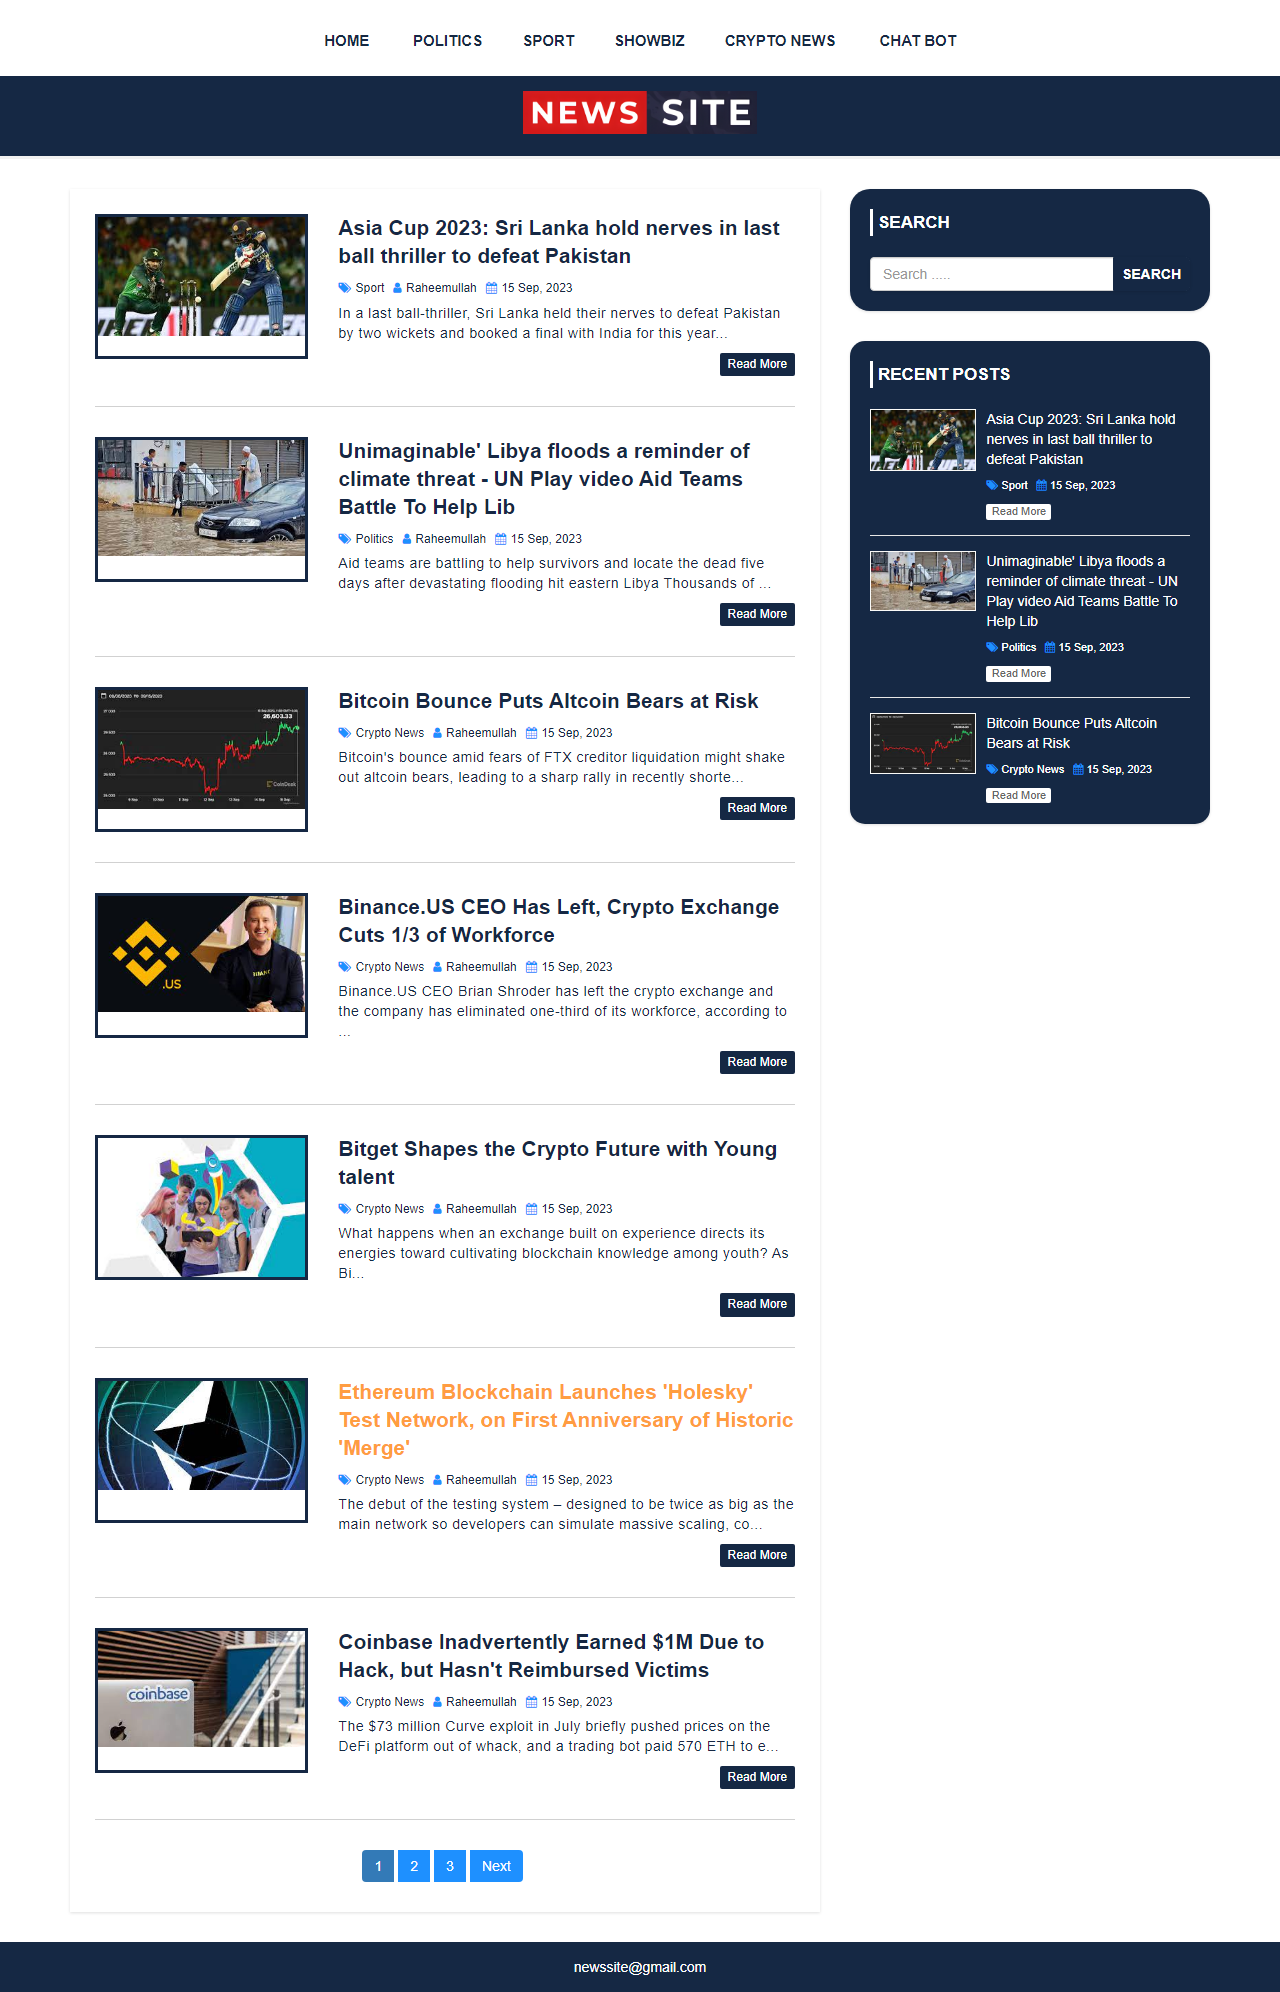 HOME POLITICS SPORT SHOWBIZ CRYPTO NEWS CHAT BOT
NEWS SITE
Asia Cup 2023: Sri Lanka hold nerves in last
ball thriller to defeat Pakistan
Sport Raheemullah 15 Sep, 2023
In a last ball-thriller, Sri Lanka held their nerves to defeat Pakistan
by two wickets and booked a final with India for this year...
Read More
Unimaginable' Libya floods a reminder of
climate threat - UN Play video Aid Teams
Battle To Help Lib
Politics Raheemullah 15 Sep, 2023
Aid teams are battling to help survivors and locate the dead five
days after devastating flooding hit eastern Libya Thousands of ...
Read More
26,603.33
CoinDesk
Bitcoin Bounce Puts Altcoin Bears at Risk
Crypto News Raheemullah 15 Sep, 2023
Bitcoin's bounce amid fears of FTX creditor liquidation might shake
out altcoin bears, leading to a sharp rally in recently shorte...
Read More
.US
Binance.US CEO Has Left, Crypto Exchange
Cuts 1/3 of Workforce
Crypto News Raheemullah 15 Sep, 2023
Binance.US CEO Brian Shroder has left the crypto exchange and
the company has eliminated one-third of its workforce, according to
...
Read More
Bitget Shapes the Crypto Future with Young
talent
Crypto News Raheemullah 15 Sep, 2023
What happens when an exchange built on experience directs its
energies toward cultivating blockchain knowledge among youth? As
Bi...
Read More
Ethereum Blockchain Launches 'Holesky'
Test Network, on First Anniversary of Historic
'Merge'
Crypto News Raheemullah 15 Sep, 2023
The debut of the testing system – designed to be twice as big as the
main network so developers can simulate massive scaling, co...
Read More
coinbase
Coinbase Inadvertently Earned $1M Due to
Hack, but Hasn't Reimbursed Victims
Crypto News Raheemullah 15 Sep, 2023
The $73 million Curve exploit in July briefly pushed prices on the
DeFi platform out of whack, and a trading bot paid 570 ETH to e...
Read More
1 2 3 Next
SEARCH
Search ..... SEARCH
RECENT POSTS
Asia Cup 2023: Sri Lanka hold
nerves in last ball thriller to
defeat Pakistan
Sport 15 Sep, 2023
Read More
Unimaginable' Libya floods a
reminder of climate threat - UN
Play video Aid Teams Battle To
Help Lib
Politics 15 Sep, 2023
Read More
Bitcoin Bounce Puts Altcoin
Bears at Risk
Crypto News 15 Sep, 2023
Read More
newssite@gmail.com